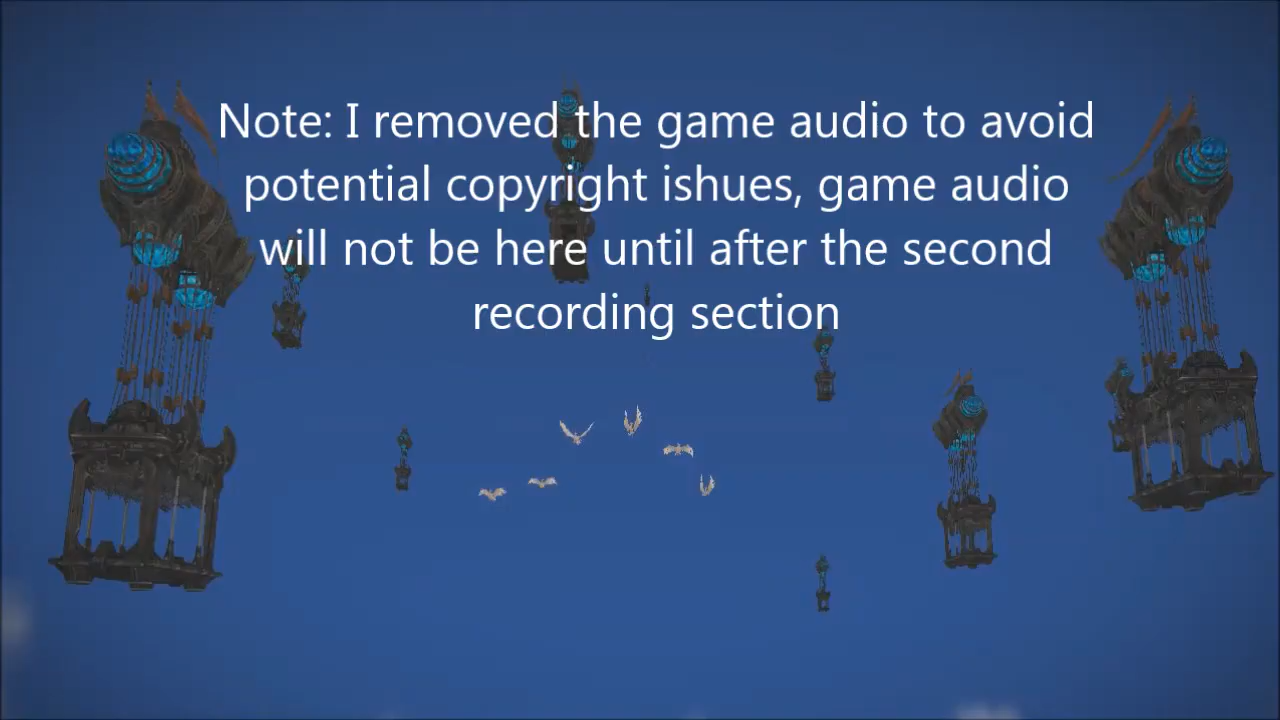 Note: I removed the game audio to avoid
potential copyright ishues, game audio
will not be here until after the second
recording section